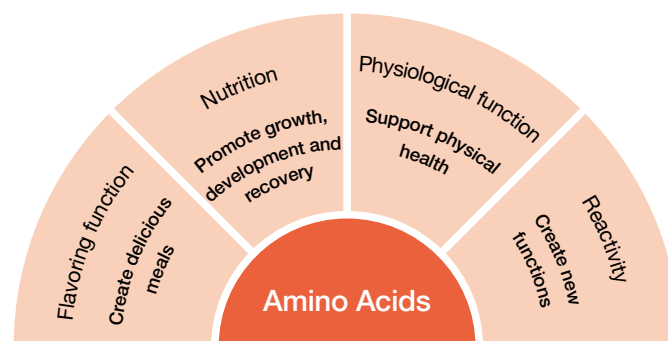 Flavoring function
Create delicious
meals
Nutrition
Promote growth,
development and
recovery
Physiological function
Support physical
health
Reactivity
Create new
functions
Amino Acids